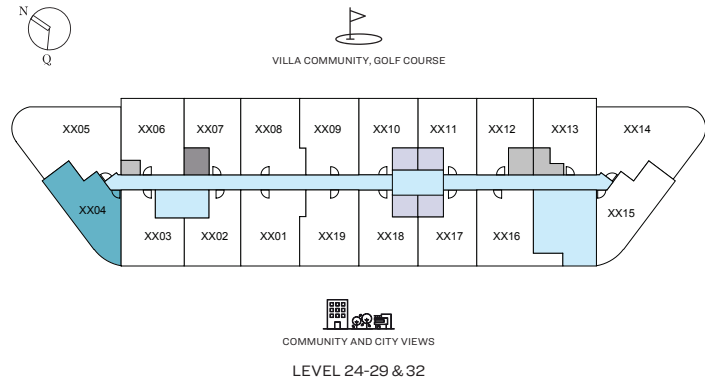 N
Q
VILLA COMMUNITY, GOLF COURSE
XX05 XX06 XX07 XX08 XX09 XX10 XX11 XX12 XX13 XX14
XX04 XX15
XX03 XX02 XX01 XX19 XX18 XX17 XX16
COMMUNITY AND CITY VIEWS
LEVEL 24-29 & 32